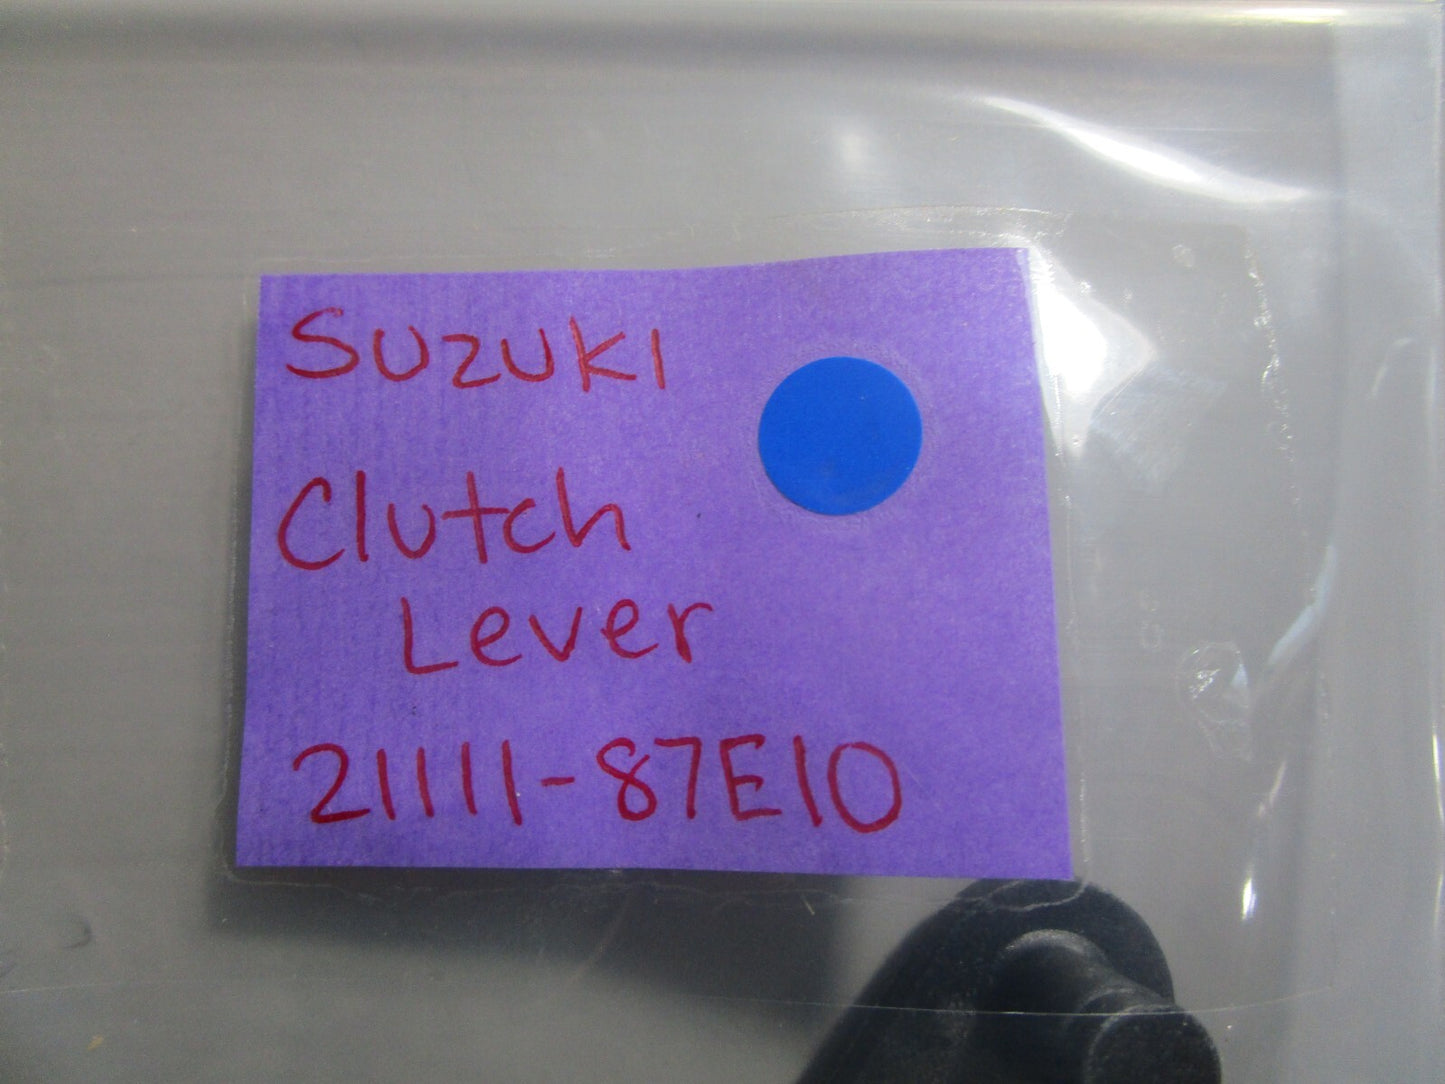 Suzuki
Clutch
Lever
21111-87E10